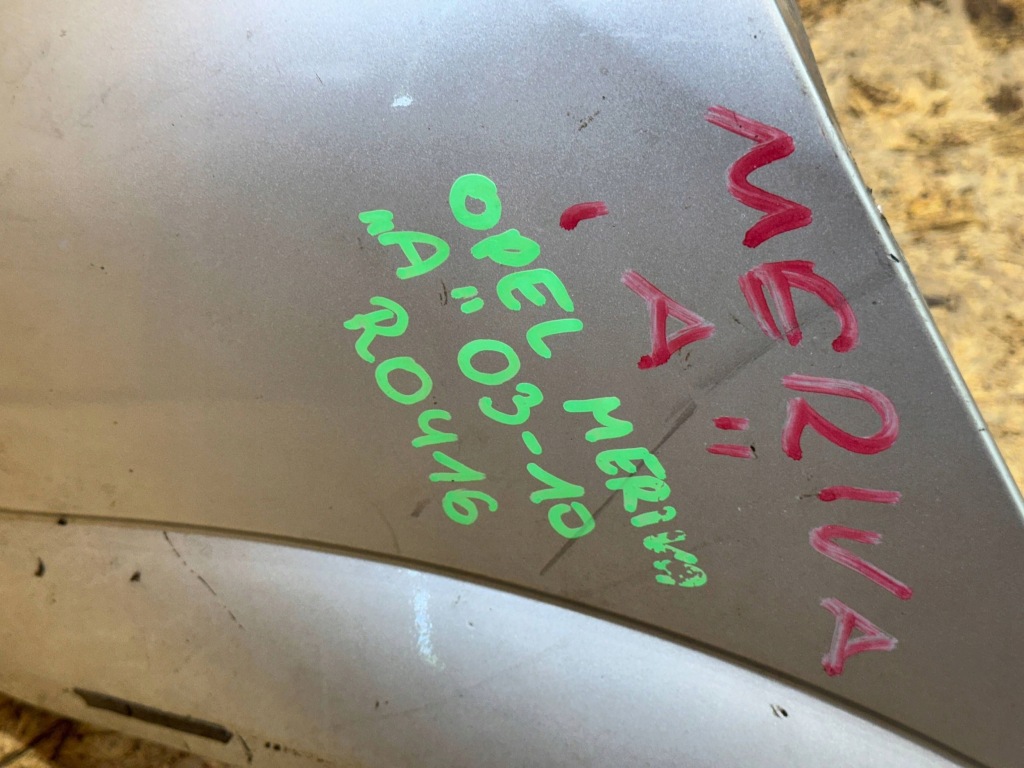 MERIVA
"A"
OPEL MERIVA
"A" 03-10
R0416